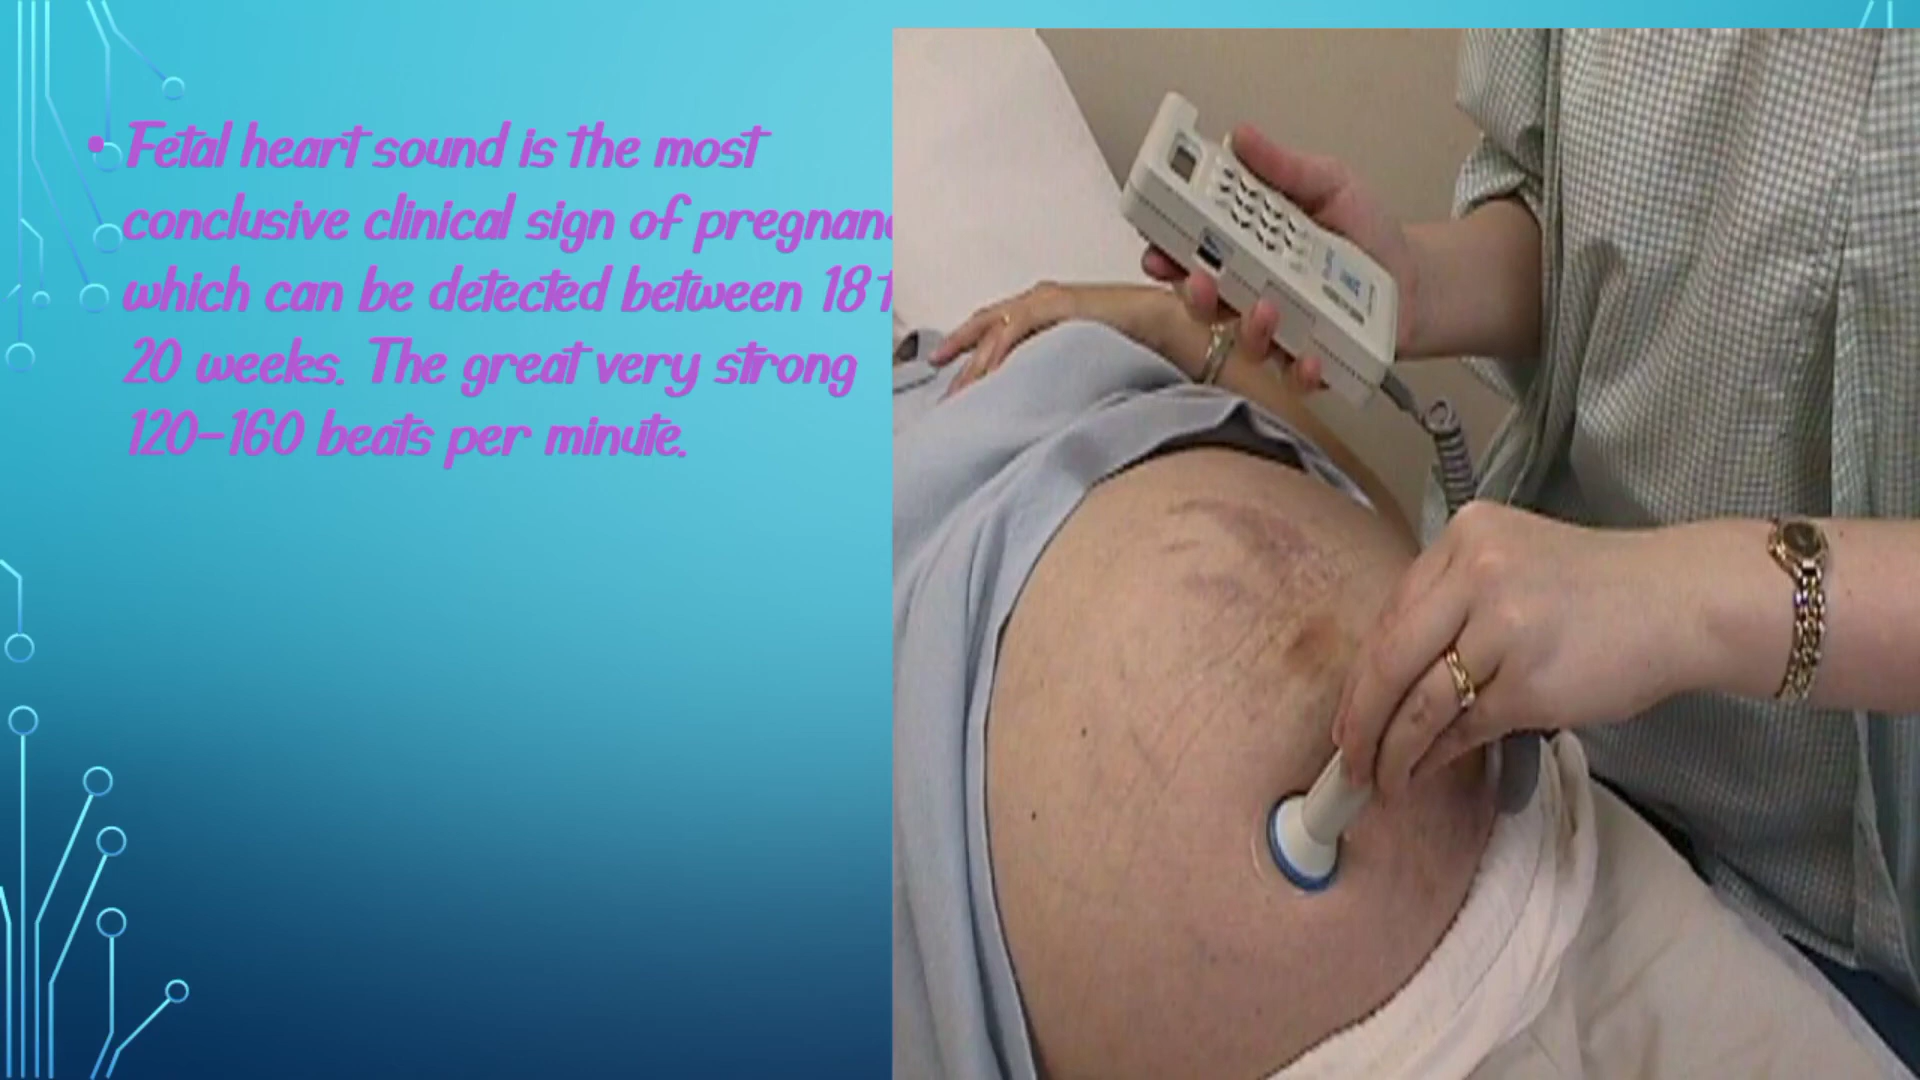 • Fetal heart sound is the most
conclusive clinical sign of
which can be detected between 18
20 weeks. The great very strong
120-160 beats per minute.